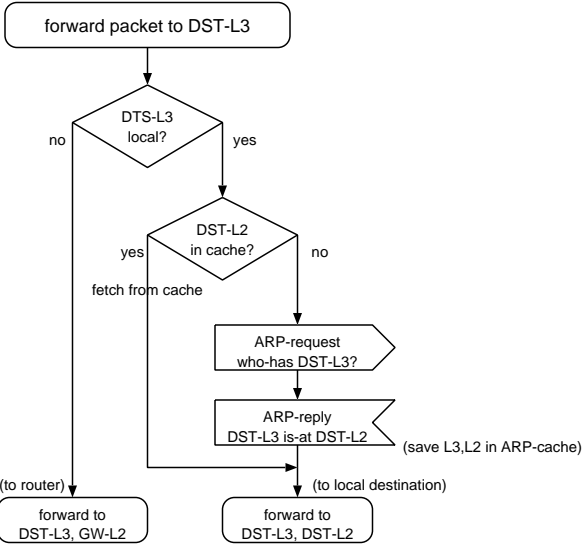 forward packet to DST-L3
DTS-L3
local?
no
yes
DST-L2
in cache?
yes
no
fetch from cache
ARP-request
who-has DST-L3?
ARP-reply
DST-L3 is-at DST-L2
(save L3,L2 in ARP-cache)
(to router)
(to local destination)
forward to
DST-L3, GW-L2
forward to
DST-L3, DST-L2